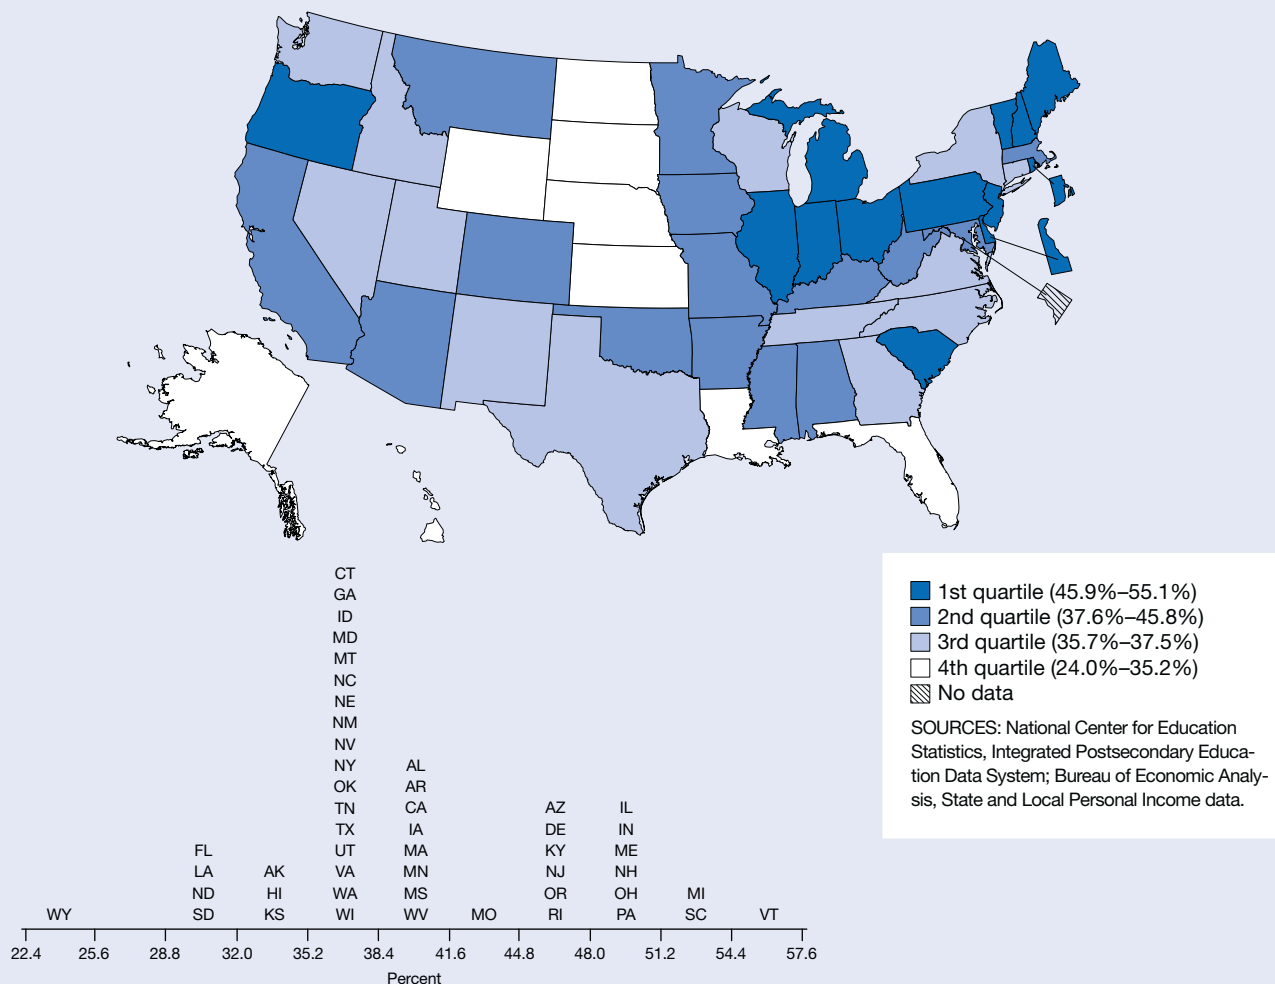 CT
GA
ID
MD
MT
NC
NE
NM
NV
NY AL
OK AR
TN CA AZ IL
TX IA DE IN
FL UT MA KY ME
LA AK VA MN NJ NH
ND HI WA MS OR OH MI
WY SD KS WI WV MO RI PA SC VT
22.4 25.6 28.8 32.0 35.2 38.4 41.6 44.8 48.0 51.2 54.4 57.6
Percent
1st quartile (45.9%–55.1%)
2nd quartile (37.6%–45.8%)
3rd quartile (35.7%–37.5%)
4th quartile (24.0%–35.2%)
No data
SOURCES: National Center for Education
Statistics, Integrated Postsecondary Educa-
tion Data System; Bureau of Economic Analy-
sis, State and Local Personal Income data.